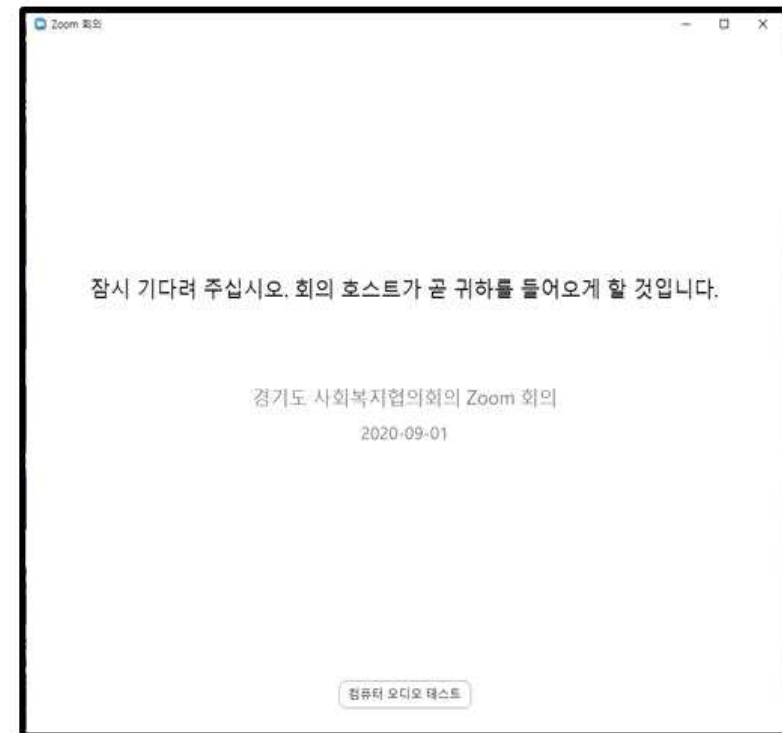 Zoom 회의
잠시 기다려 주십시오. 회의 호스트가 곧 귀하를 들어오게 할 것입니다.
경기도 사회복지협의회의 Zoom 회의
2020-09-01
컴퓨터 오디오 테스트